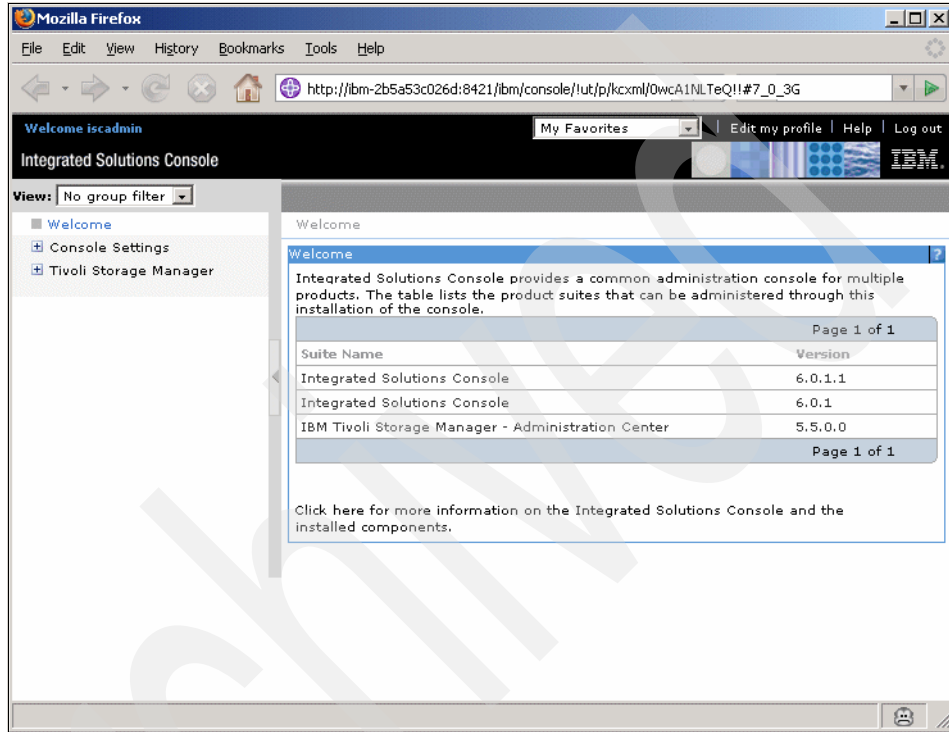 Mozilla Firefox
File Edit View History Bookmarks Tools Help
http://ibm-2b5a53c026d:8421/ibm/console/!ut/p/kcxml/0wcA1NLTeQ!!#7_0_3G
Welcome iscadmin My Favorites Edit my profile Help Log out
Integrated Solutions Console IBM.
View: No group filter
Welcome
Console Settings
Tivoli Storage Manager
Welcome
Welcome ?
Integrated Solutions Console provides a common administration console for multiple
products. The table lists the product suites that can be administered through this
installation of the console.
Page 1 of 1
Suite Name Version
Integrated Solutions Console 6.0.1.1
Integrated Solutions Console 6.0.1
IBM Tivoli Storage Manager - Administration Center 5.5.0.0
Page 1 of 1
Click here for more information on the Integrated Solutions Console and the
installed components.